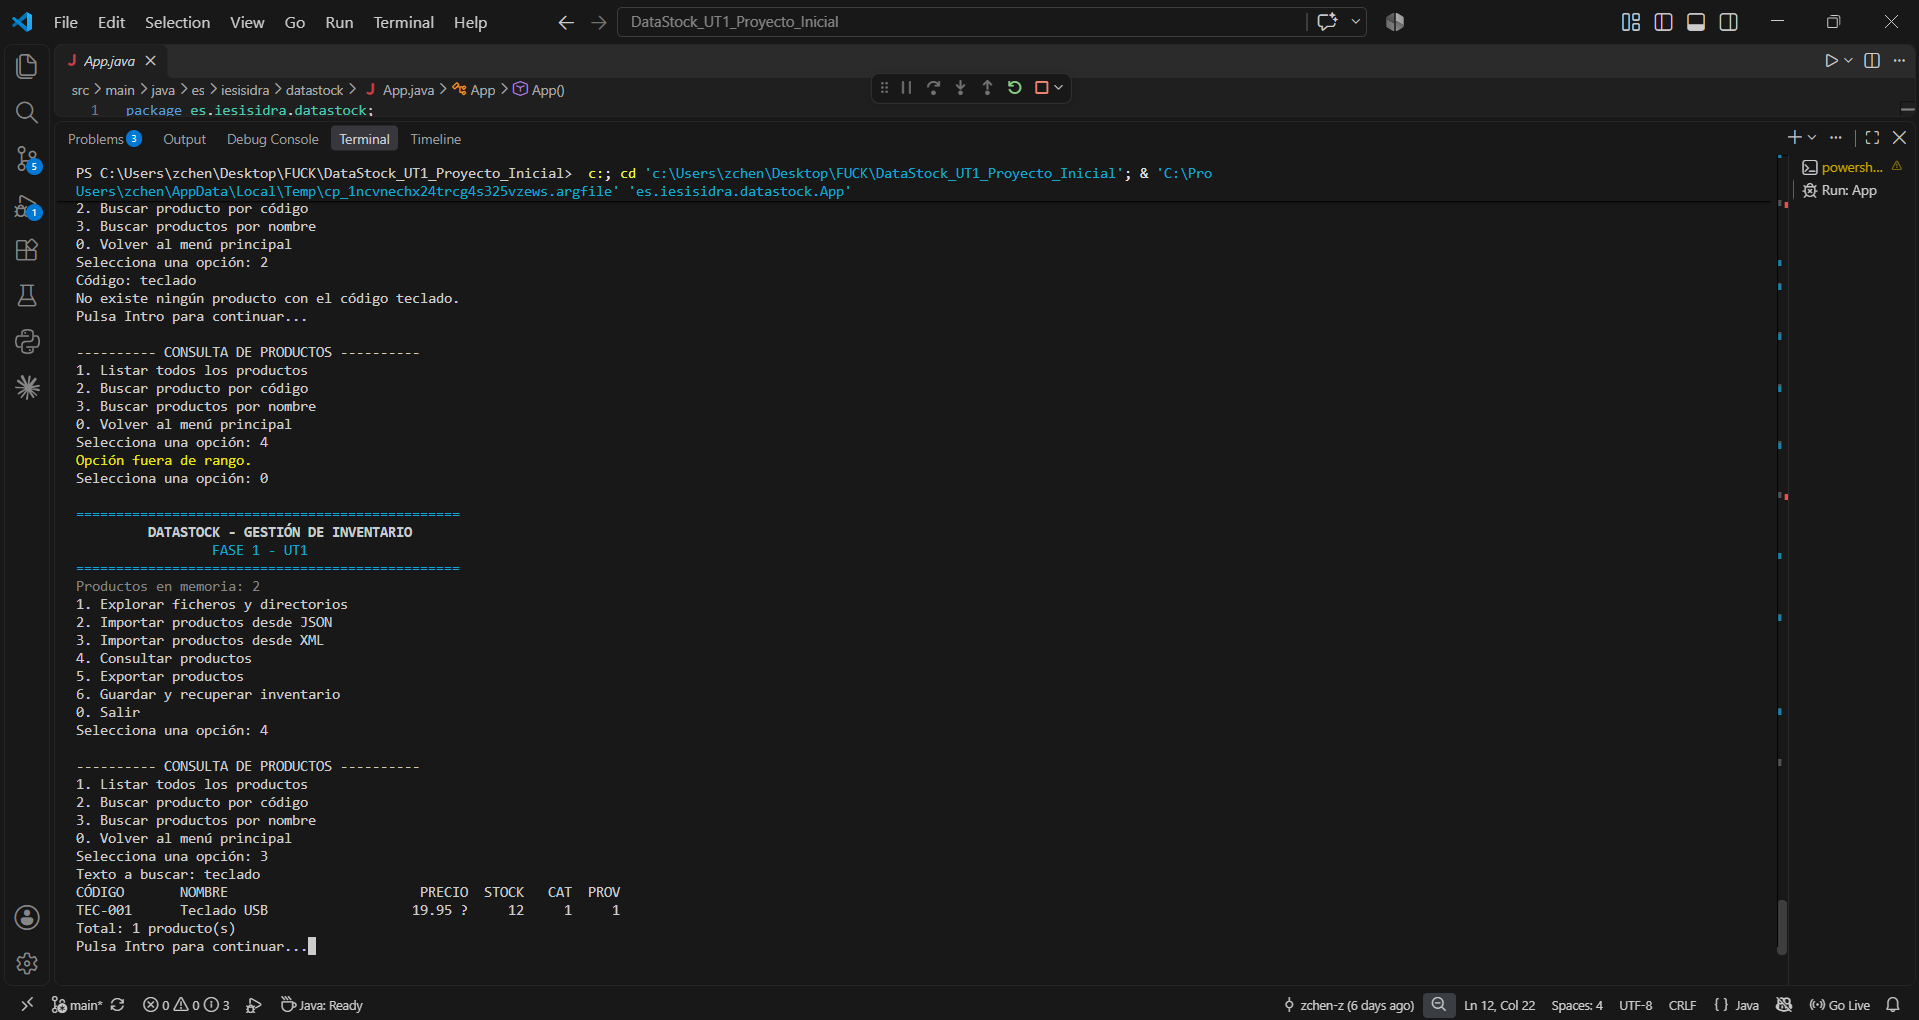 File Edit Selection View Go Run Terminal Help
DataStock_UT1_Proyecto_Inicial
App.java
src > main > java > es > iesisidra > datastock > App.java > App > App()
1 package es.iesisidra.datastock;
Problems 3 Output Debug Console Terminal Timeline
PS C:\Users\zchen\Desktop\FUCK\DataStock_UT1_Proyecto_Inicial> c:; cd 'c:\Users\zchen\Desktop\FUCK\DataStock_UT1_Proyecto_Inicial'; & 'C:\Pro
Users\zchen\AppData\Local\Temp\cp_1ncvnechx24trcg4s325vzews.argfile' 'es.iesisidra.datastock.App'
2. Buscar producto por código
3. Buscar productos por nombre
0. Volver al menú principal
Selecciona una opción: 2
Código: teclado
No existe ningún producto con el código teclado.
Pulsa Intro para continuar...
---------- CONSULTA DE PRODUCTOS ----------
1. Listar todos los productos
2. Buscar producto por código
3. Buscar productos por nombre
0. Volver al menú principal
Selecciona una opción: 4
Opción fuera de rango.
Selecciona una opción: 0
================================================
DATASTOCK - GESTIÓN DE INVENTARIO
FASE 1 - UT1
================================================
Productos en memoria: 2
1. Explorar ficheros y directorios
2. Importar productos desde JSON
3. Importar productos desde XML
4. Consultar productos
5. Exportar productos
6. Guardar y recuperar inventario
0. Salir
Selecciona una opción: 4
---------- CONSULTA DE PRODUCTOS ----------
1. Listar todos los productos
2. Buscar producto por código
3. Buscar productos por nombre
0. Volver al menú principal
Selecciona una opción: 3
Texto a buscar: teclado
CÓDIGO NOMBRE PRECIO STOCK CAT PROV
TEC-001 Teclado USB 19.95 ? 12 1 1
Total: 1 producto(s)
Pulsa Intro para continuar...
powersh...
Run: App
5
1
main* 0 0 3 Java: Ready
zchen-z (6 days ago) Ln 12, Col 22 Spaces: 4 UTF-8 CRLF {} Java Go Live